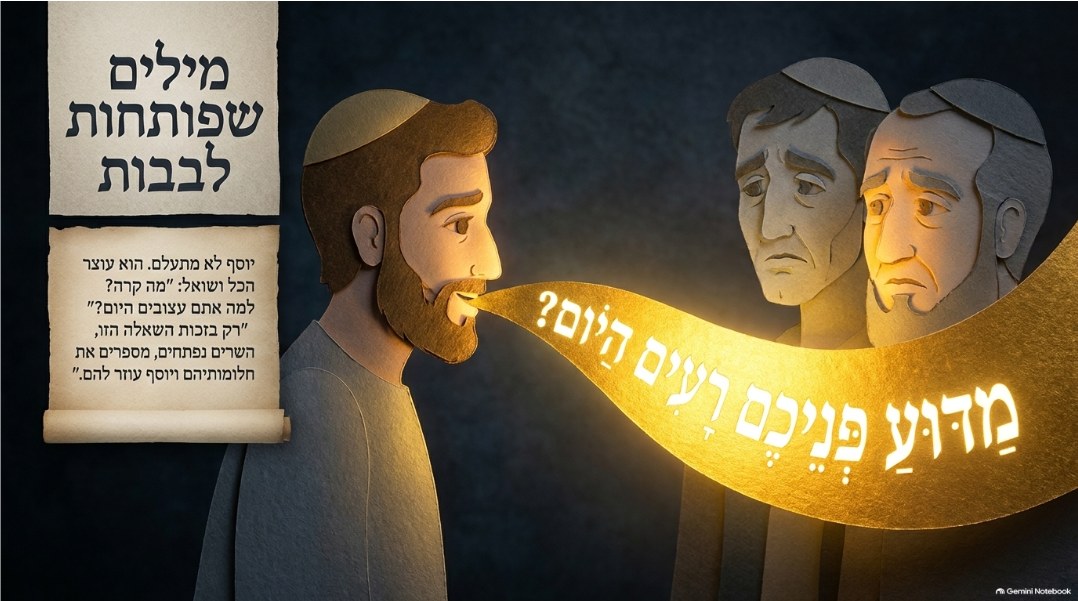 מילים
שפותחות
לבבות
יוסף לא מתעלם. הוא עוצר
הכל ושואל: "מה קרה?
למה אתם עצובים היום?"
"רק בזכות השאלה הזו,
השרים נפתחים, מספרים את
חלומותיהם ויוסף עוזר להם."
מַדּוּעַ פְּנֵיכֶם רָעִים הַיּוֹם?
Gemini Notebook